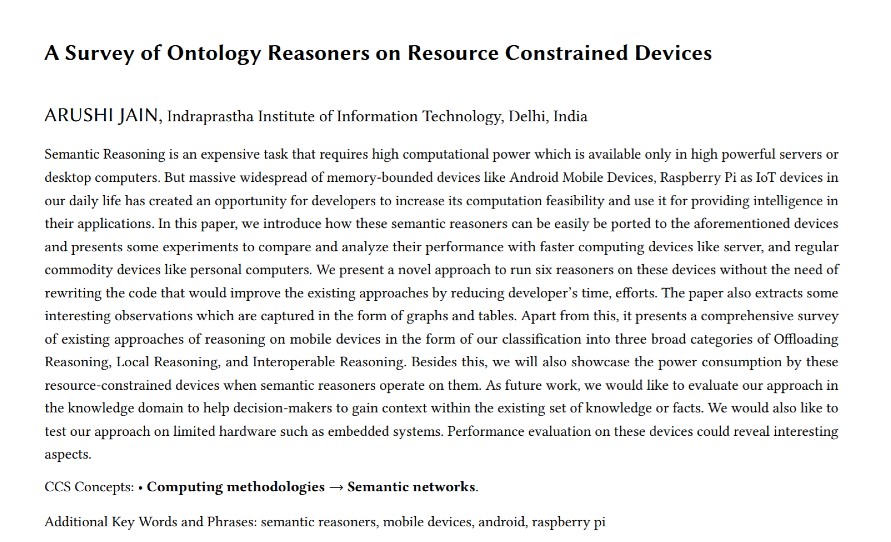 A Survey of Ontology Reasoners on Resource Constrained Devices
ARUSHI JAIN, Indraprastha Institute of Information Technology, Delhi, India
Semantic Reasoning is an expensive task that requires high computational power which is available only in high powerful servers or
desktop computers. But massive widespread of memory-bounded devices like Android Mobile Devices, Raspberry Pi as IoT devices in
our daily life has created an opportunity for developers to increase its computation feasibility and use it for providing intelligence in
their applications. In this paper, we introduce how these semantic reasoners can be easily be ported to the aforementioned devices
and presents some experiments to compare and analyze their performance with faster computing devices like server, and regular
commodity devices like personal computers. We present a novel approach to run six reasoners on these devices without the need of
rewriting the code that would improve the existing approaches by reducing developer's time, efforts. The paper also extracts some
interesting observations which are captured in the form of graphs and tables. Apart from this, it presents a comprehensive survey
of existing approaches of reasoning on mobile devices in the form of our classification into three broad categories of Offloading
Reasoning, Local Reasoning, and Interoperable Reasoning. Besides this, we will also showcase the power consumption by these
resource-constrained devices when semantic reasoners operate on them. As future work, we would like to evaluate our approach in
the knowledge domain to help decision-makers to gain context within the existing set of knowledge or facts. We would also like to
test our approach on limited hardware such as embedded systems. Performance evaluation on these devices could reveal interesting
aspects.
CCS Concepts: • Computing methodologies → Semantic networks.
Additional Key Words and Phrases: semantic reasoners, mobile devices, android, raspberry pi